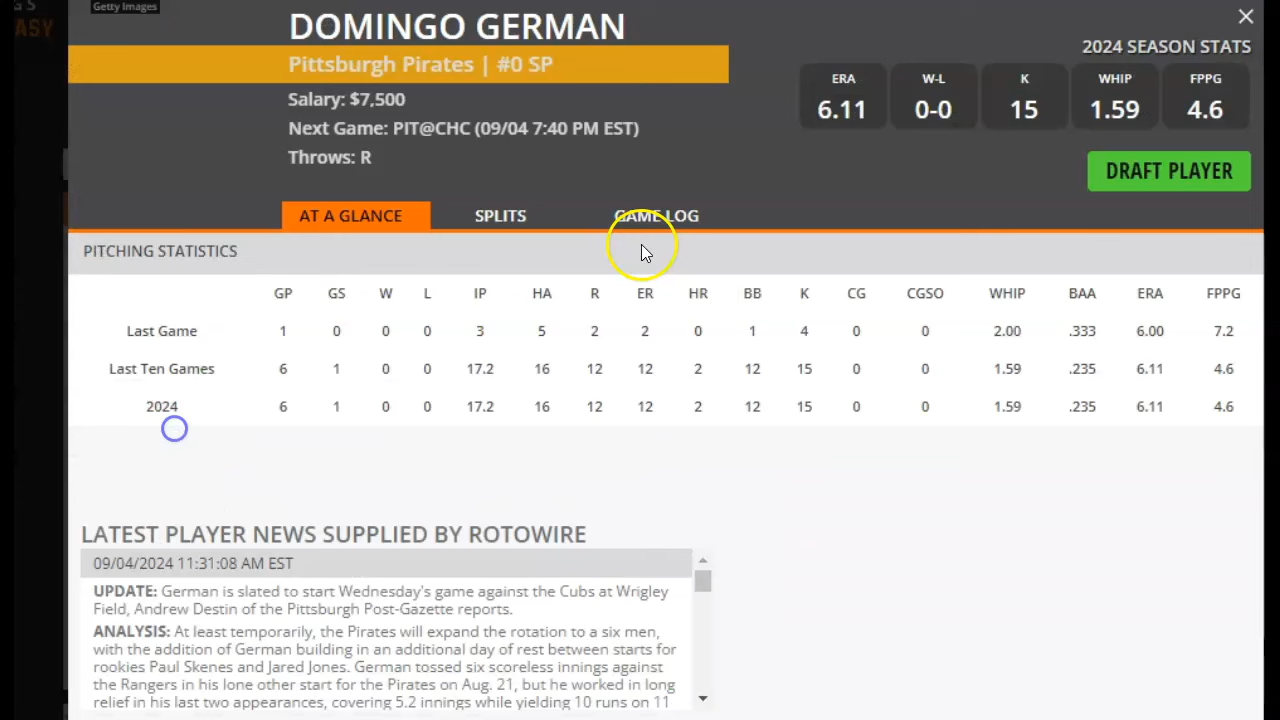 G S
Getty Images
ASY
DOMINGO GERMAN
Pittsburgh Pirates | #0 SP
Salary: $7,500
Next Game: PIT@CHC (09/04 7:40 PM EST)
Throws: R
2024 SEASON STATS
ERA W-L K WHIP FPPG
6.11 0-0 15 1.59 4.6
DRAFT PLAYER
AT A GLANCE SPLITS GAME LOG
PITCHING STATISTICS
GP GS W L IP HA R ER HR BB K CG CGSO WHIP BAA ERA FPPG
Last Game 1 0 0 0 3 5 2 2 0 1 4 0 0 2.00 .333 6.00 7.2
Last Ten Games 6 1 0 0 17.2 16 12 12 2 12 15 0 0 1.59 .235 6.11 4.6
2024 6 1 0 0 17.2 16 12 12 2 12 15 0 0 1.59 .235 6.11 4.6
LATEST PLAYER NEWS SUPPLIED BY ROTOWIRE
09/04/2024 11:31:08 AM EST
UPDATE: German is slated to start Wednesday's game against the Cubs at Wrigley
Field, Andrew Destin of the Pittsburgh Post-Gazette reports.
ANALYSIS: At least temporarily, the Pirates will expand the rotation to a six men,
with the addition of German building in an additional day of rest between starts for
rookies Paul Skenes and Jared Jones. German tossed six scoreless innings against
the Rangers in his lone other start for the Pirates on Aug. 21, but he worked in long
relief in his last two appearances, covering 5.2 innings while yielding 10 runs on 11